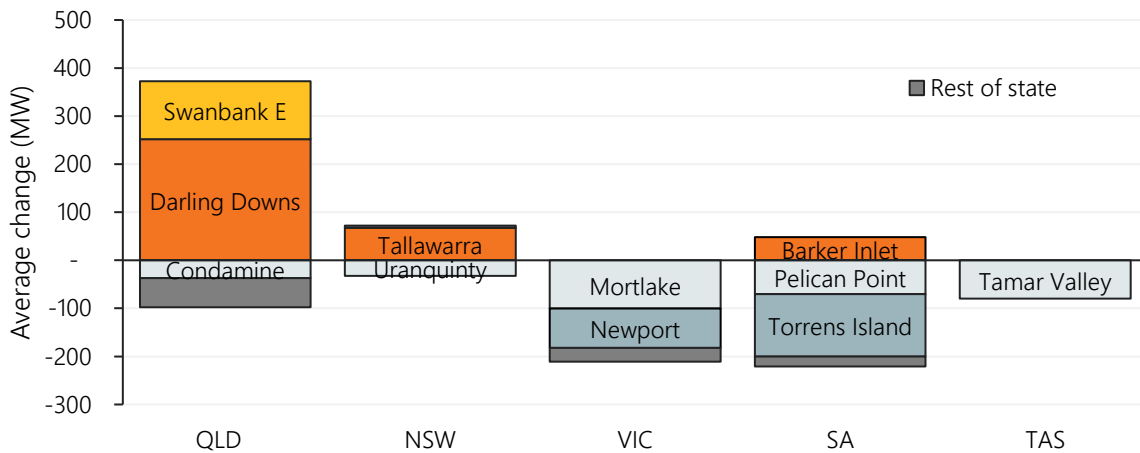 500
400
300
200
100
-
-100
-200
-300
Average change (MW)
Rest of state
Swanbank E
Darling Downs
Condamine
Tallawarra
Uranquinty
Mortlake
Newport
Barker Inlet
Pelican Point
Torrens Island
Tamar Valley
QLD
NSW
VIC
SA
TAS